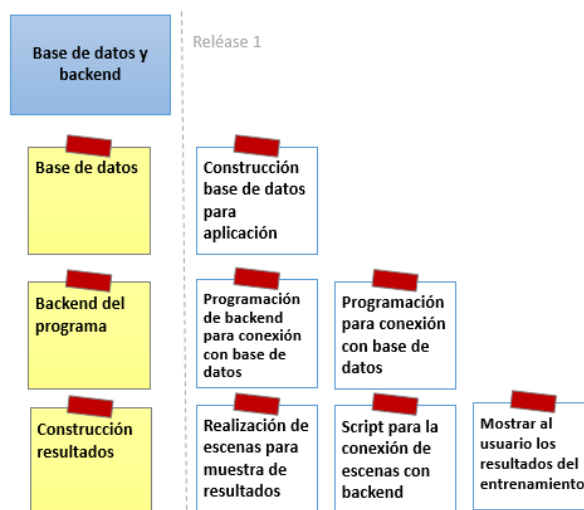 Base de datos y
backend
Reléase 1
Base de datos
Construcción
base de datos
para
aplicación
Backend del
programa
Programación
de backend
para conexión
con base de
datos
Programación
para conexión
con base de
datos
Construcción
resultados
Realización de
escenas para
muestra de
resultados
Script para la
conexión de
escenas con
backend
Mostrar al
usuario los
resultados del
entrenamiento